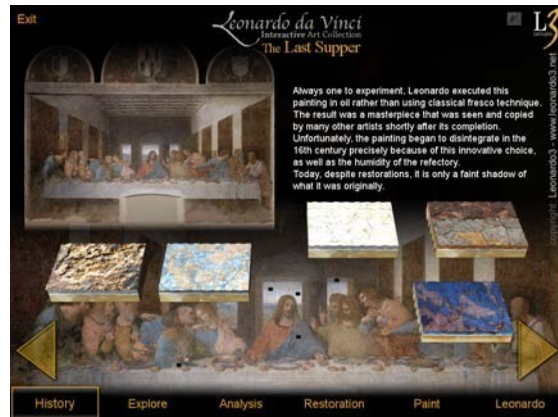 Exit
Leonardo da Vinci
Interactive Art Collection
The Last Supper
L3
Always one to experiment, Leonardo executed this
painting in oil rather than using classical fresco technique.
The result was a masterpiece that was seen and copied
by many other artists shortly after its completion.
Unfortunately, the painting began to disintegrate in the
16th century precisely because of this innovative choice,
as well as the humidity of the refectory.
Today, despite restorations, it is only a faint shadow of
what it was originally.
Leonardo3 - www.leonardo3.net
History
Explore
Analysis
Restoration
Paint
Leonardo